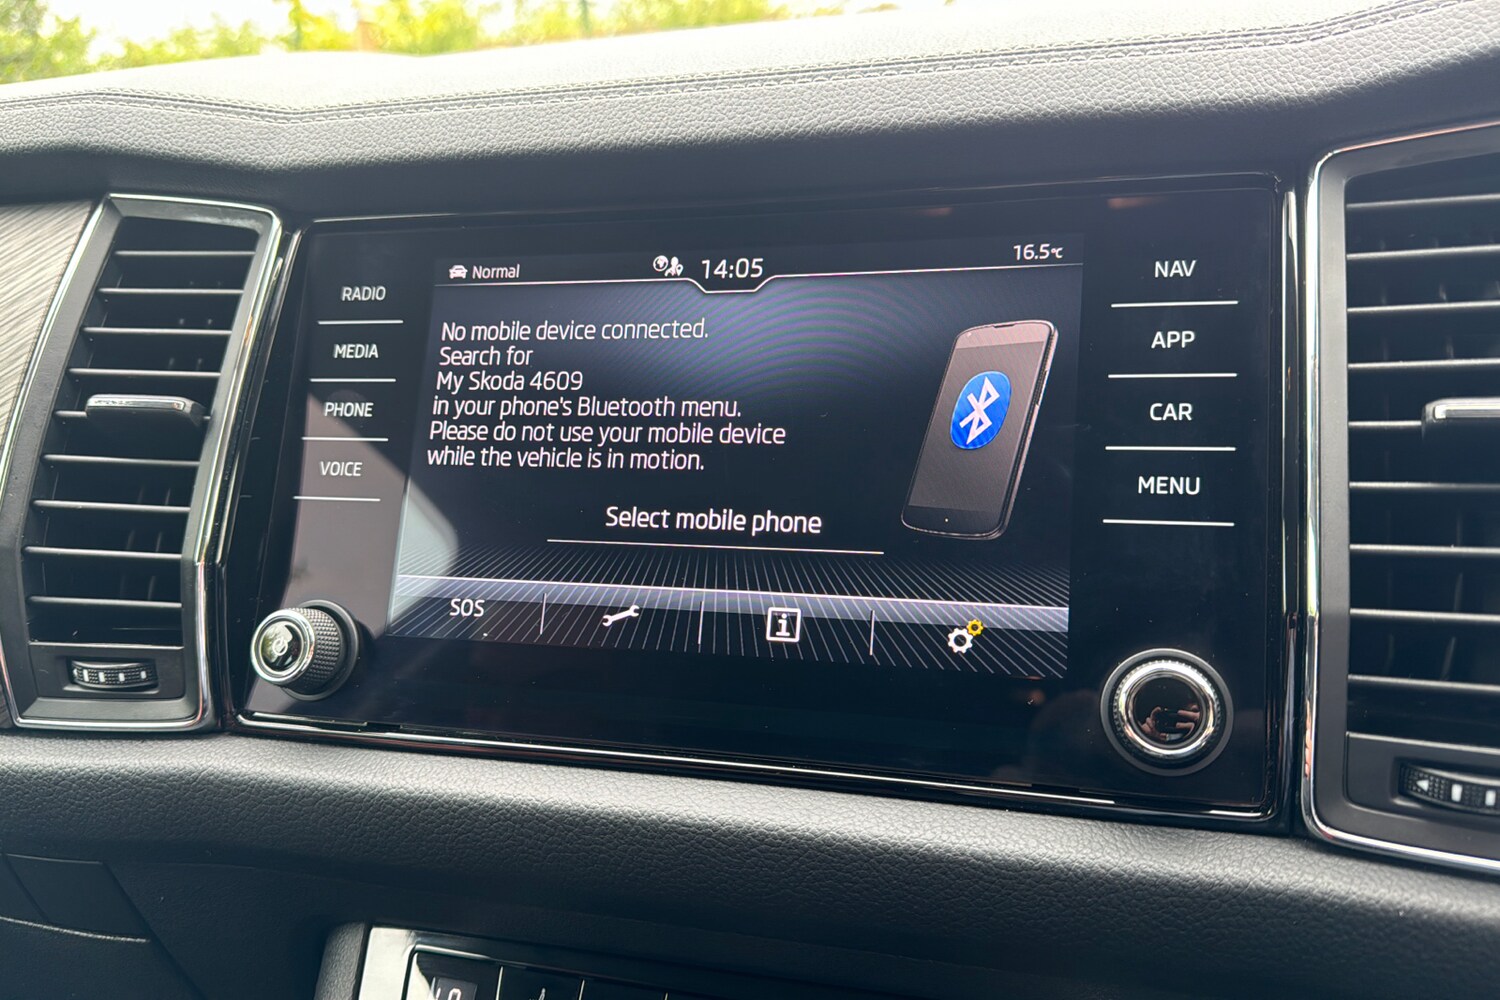 Normal
14:05
16.5°C
RADIO
MEDIA
PHONE
VOICE
No mobile device connected.
Search for
My Skoda 4609
in your phone's Bluetooth menu.
Please do not use your mobile device
while the vehicle is in motion.
Select mobile phone
SOS
i
NAV
APP
CAR
MENU